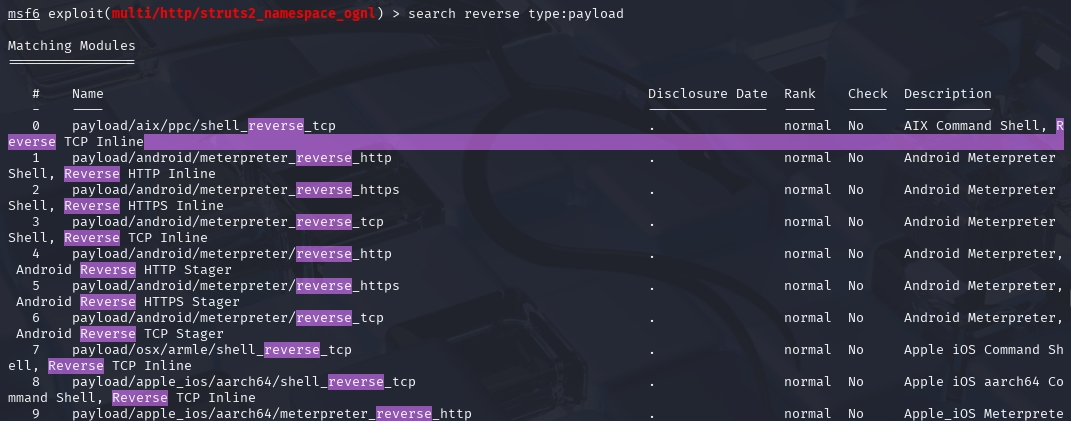 msf6 exploit(multi/http/struts2_namespace_ognl) > search reverse type:payload
Matching Modules
================
# Name Disclosure Date Rank Check Description
- ---- --------------- ---- ----- -----------
0 payload/aix/ppc/shell_reverse_tcp . normal No AIX Command Shell, R
everse TCP Inline
1 payload/android/meterpreter_reverse_http . normal No Android Meterpreter
Shell, Reverse HTTP Inline
2 payload/android/meterpreter_reverse_https . normal No Android Meterpreter
Shell, Reverse HTTPS Inline
3 payload/android/meterpreter_reverse_tcp . normal No Android Meterpreter
Shell, Reverse TCP Inline
4 payload/android/meterpreter/reverse_http . normal No Android Meterpreter,
Android Reverse HTTP Stager
5 payload/android/meterpreter/reverse_https . normal No Android Meterpreter,
Android Reverse HTTPS Stager
6 payload/android/meterpreter/reverse_tcp . normal No Android Meterpreter,
Android Reverse TCP Stager
7 payload/osx/armle/shell_reverse_tcp . normal No Apple iOS Command Sh
ell, Reverse TCP Inline
8 payload/apple_ios/aarch64/shell_reverse_tcp . normal No Apple iOS aarch64 Co
mmand Shell, Reverse TCP Inline
9 payload/apple_ios/aarch64/meterpreter_reverse_http . normal No Apple_iOS Meterprete